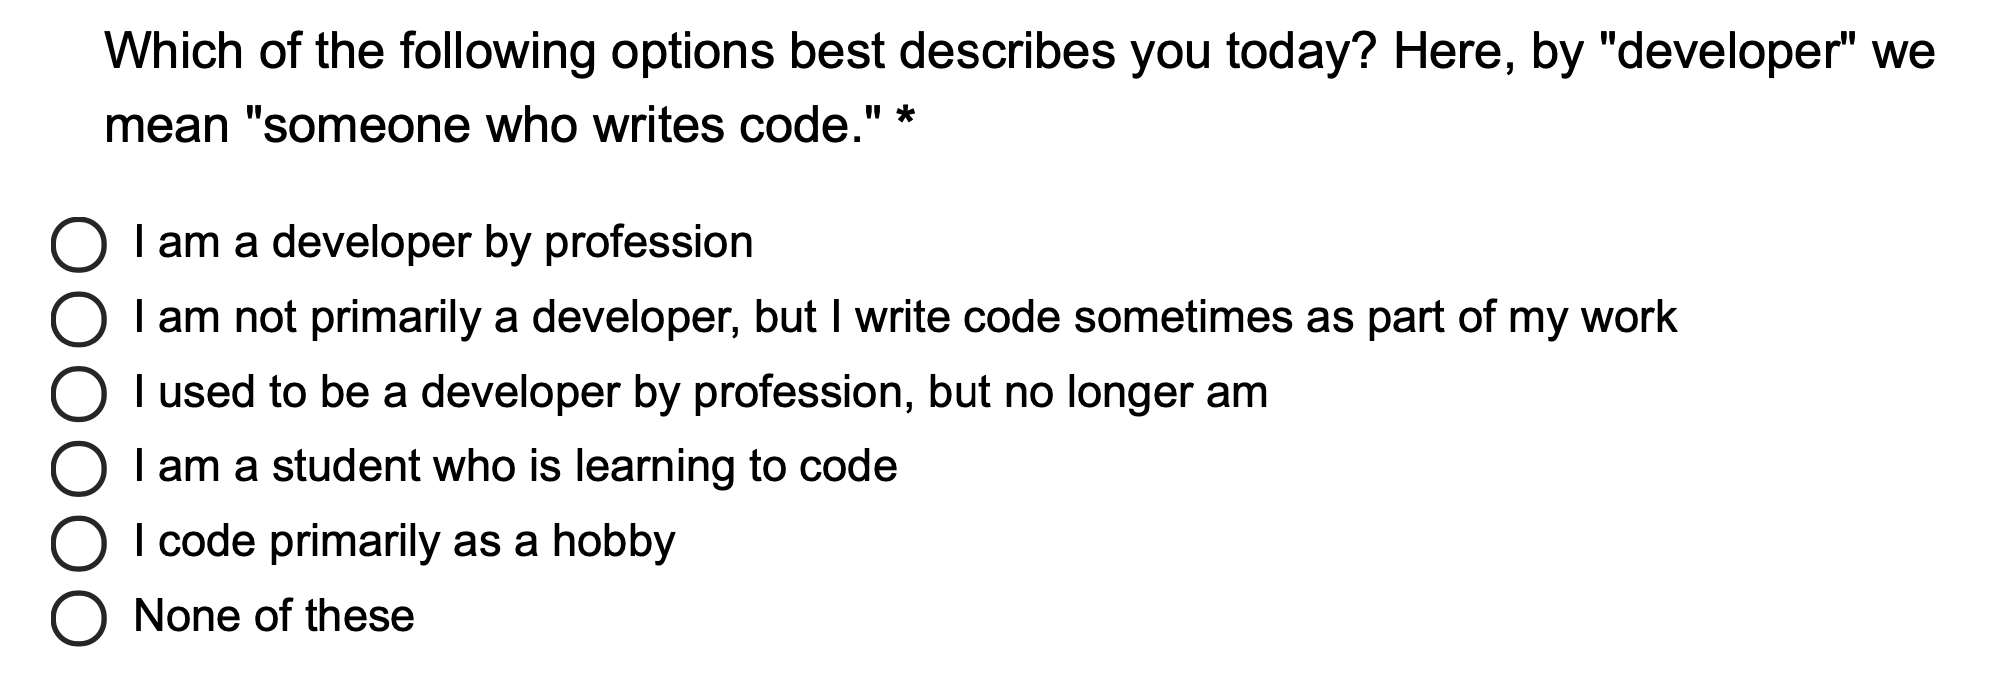 Which of the following options best describes you today? Here, by "developer" we
mean "someone who writes code." *
I am a developer by profession
I am not primarily a developer, but I write code sometimes as part of my work
I used to be a developer by profession, but no longer am
I am a student who is learning to code
I code primarily as a hobby
None of these